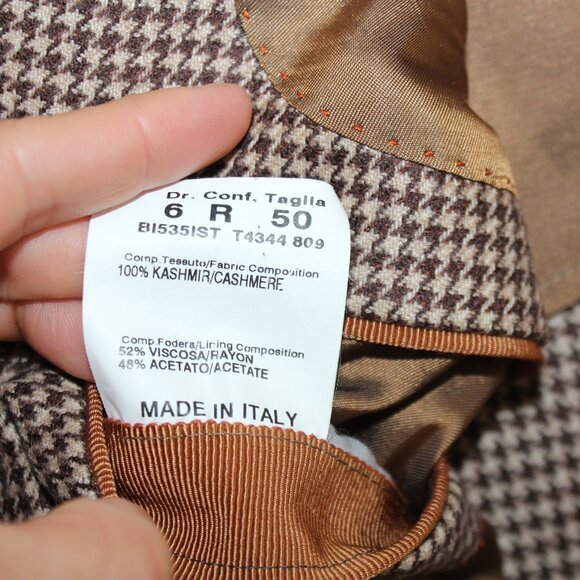 Dr. Conf. Taglia
6 R 50
BI535IST T4344 809
Comp.Tessuto/Fabric Composition
100% KASHMIR/CASHMERE
Comp.Fodera/Lining Composition
52% VISCOSA/RAYON
48% ACETATO/ACETATE
MADE IN ITALY